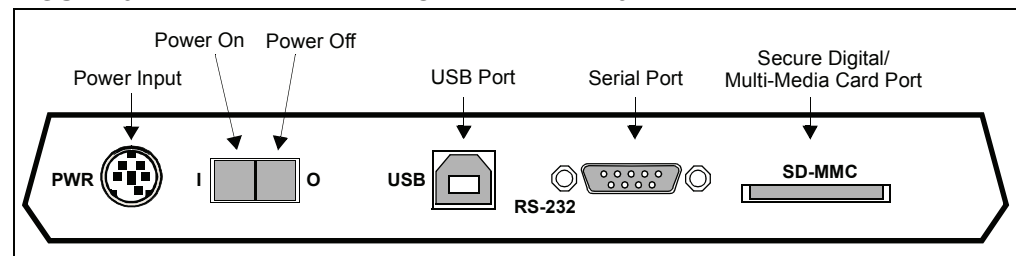 Power On
Power Off
Power Input
USB Port
Serial Port
Secure Digital/
Multi-Media Card Port
PWR
I
O
USB
RS-232
SD-MMC